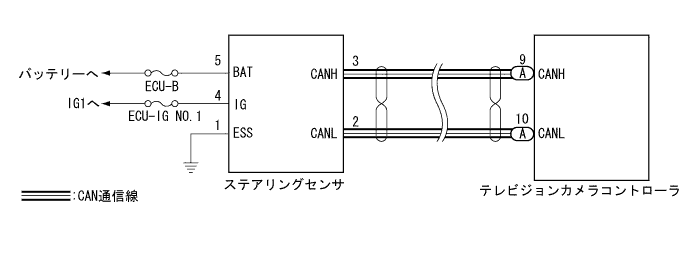 5 3 9
バッテリーへ BAT CANH A CANH
ECU-B
4
IG1へ IG
ECU-IG NO.1
1 2 10
ESS CANL A CANL
ステアリングセンサ
テレビジョンカメラコントローラ
:CAN通信線